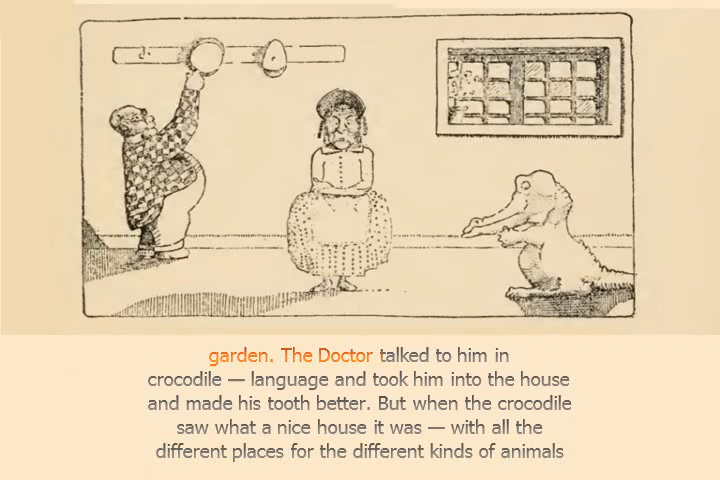 garden. The Doctor talked to him in
crocodile — language and took him into the house
and made his tooth better. But when the crocodile
saw what a nice house it was — with all the
different places for the different kinds of animals